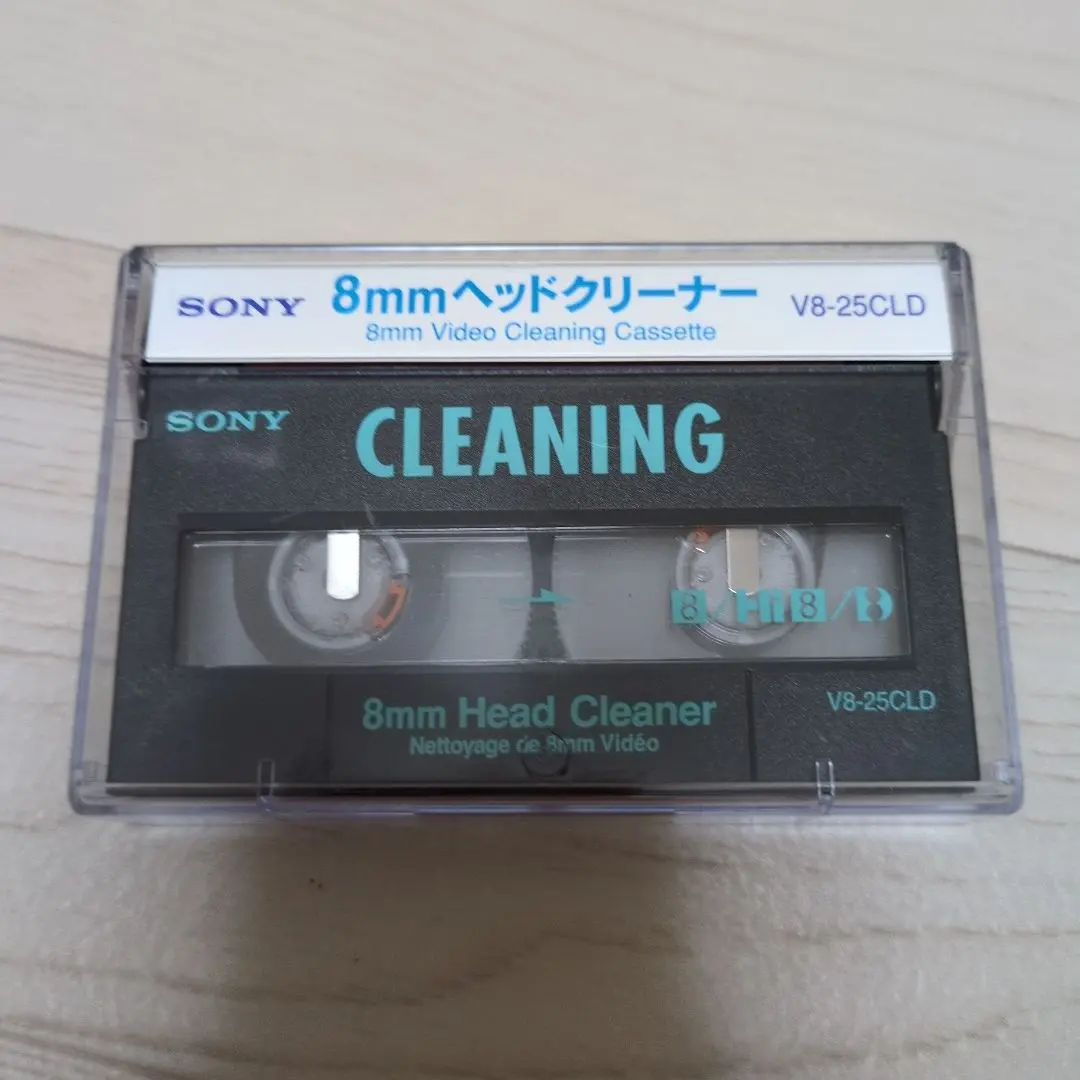 SONY 8mmヘッドクリーナー V8-25CLD
8mm Video Cleaning Cassette
SONY CLEANING
8/Hi8/D
8mm Head Cleaner V8-25CLD
Nettoyage de 8mm Vidéo